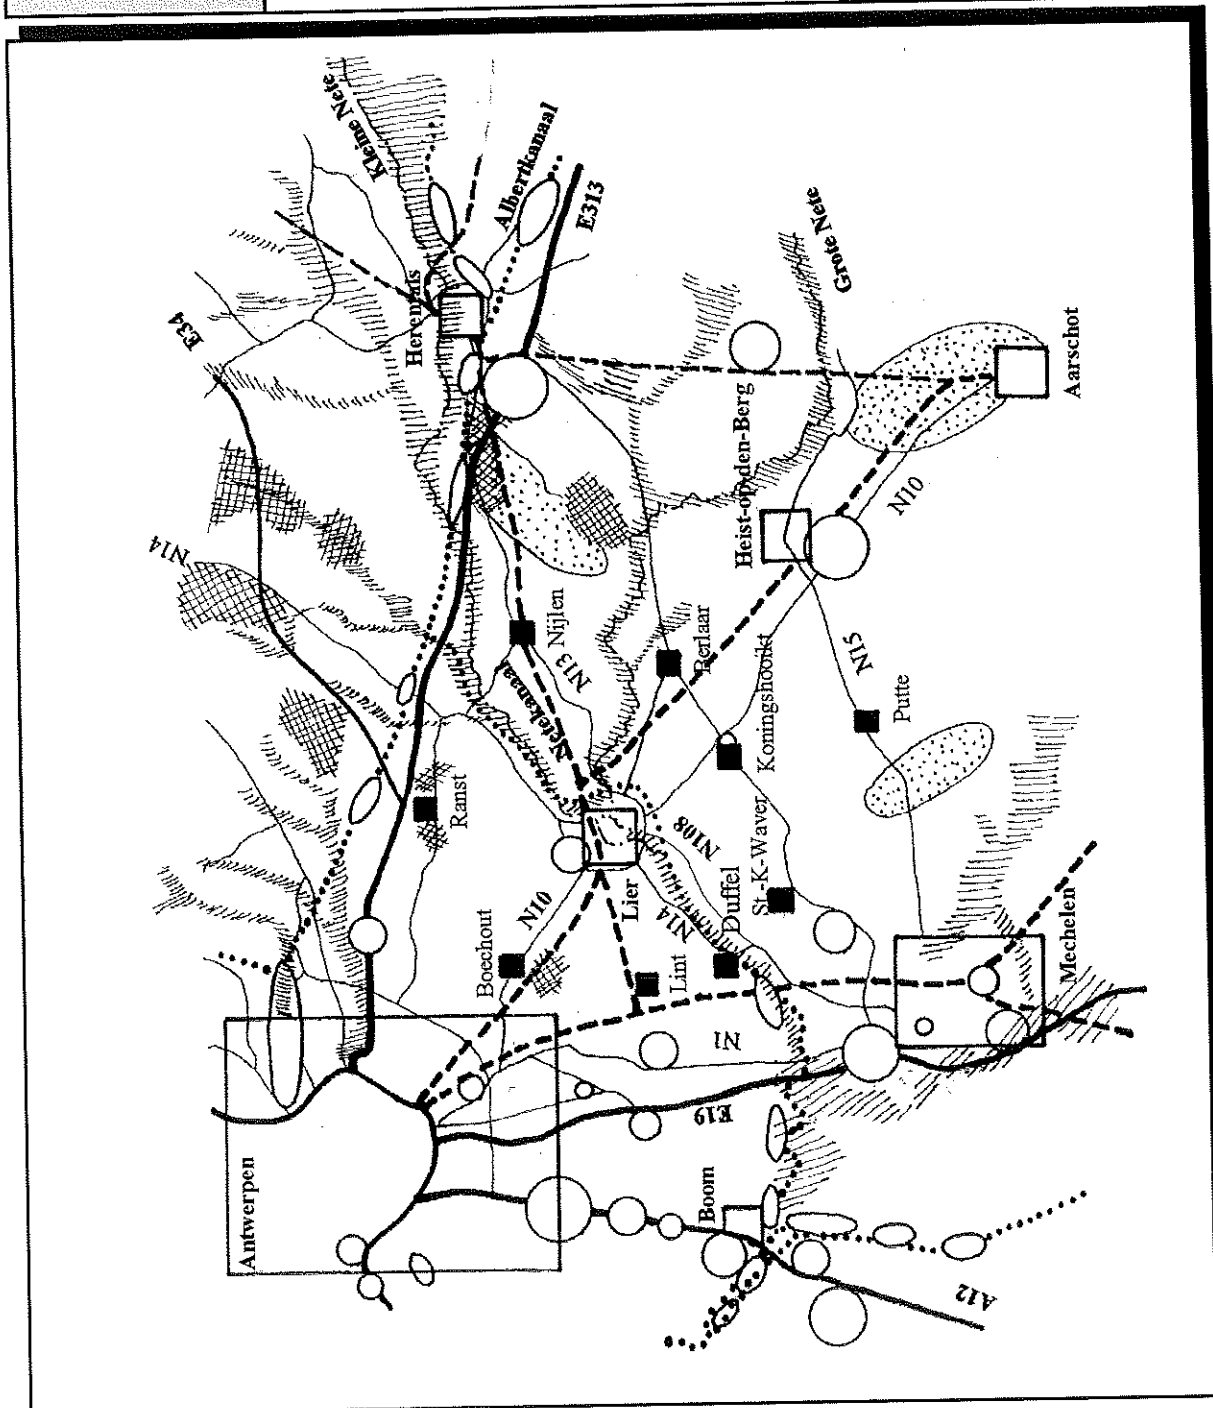 E34
N14
Antwerpen
Kleine Nete
Herentals
Albertkanaal
Ranst
Boechout
N10
E313
Nijlen
Netekanaal
N13
Lier
N14
Lint
N108
Berlaar
Boom
E19
N1
Duffel
St-K-Waver
Koningshooikt
Heist-op-den-Berg
Grote Nete
N15
Putte
N10
A12
Mechelen
Aarschot